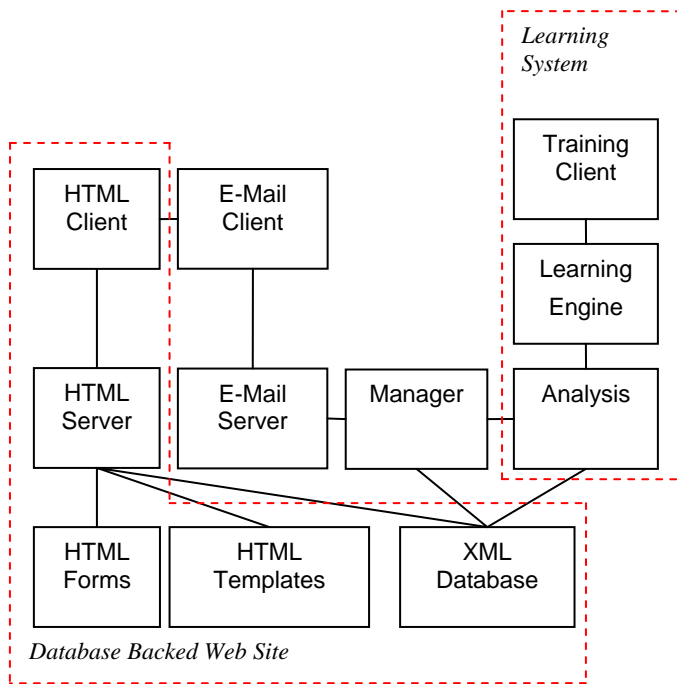 Learning
System
Training
Client
HTML
Client
E-Mail
Client
Learning
Engine
HTML
Server
E-Mail
Server
Manager
Analysis
HTML
Forms
HTML
Templates
XML
Database
Database Backed Web Site